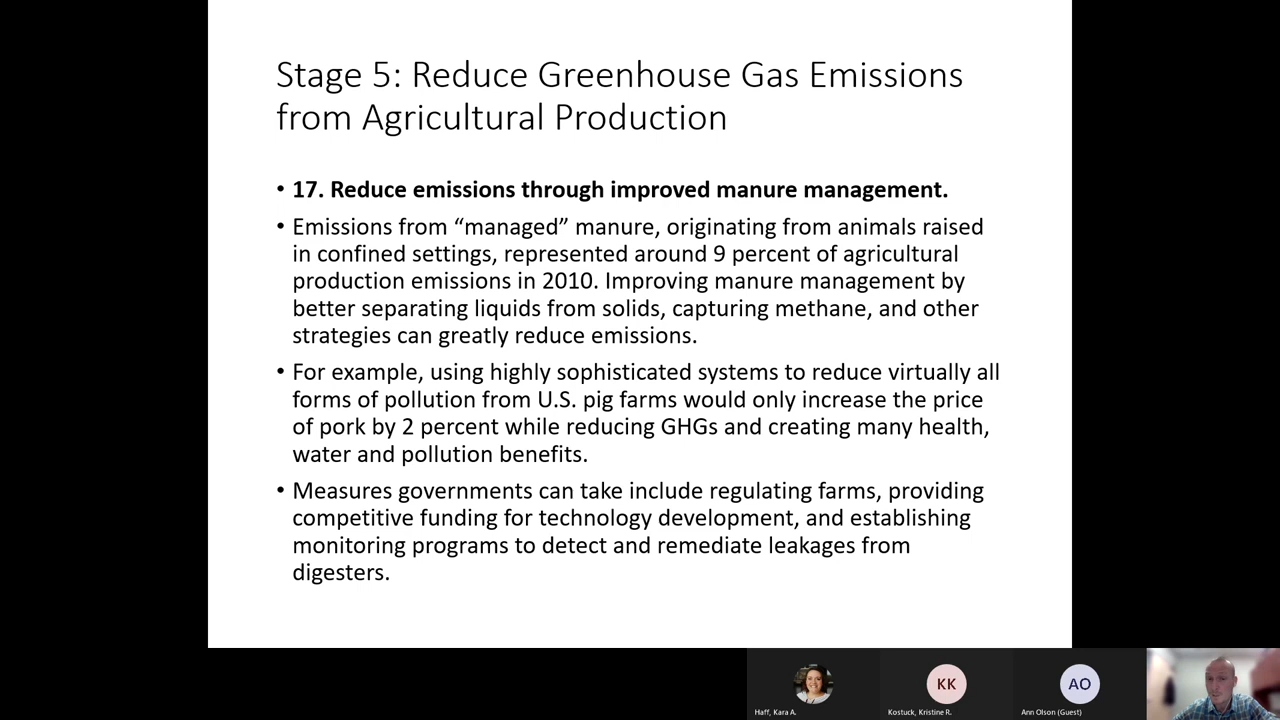 Stage 5: Reduce Greenhouse Gas Emissions
from Agricultural Production
• 17. Reduce emissions through improved manure management.
• Emissions from “managed” manure, originating from animals raised
in confined settings, represented around 9 percent of agricultural
production emissions in 2010. Improving manure management by
better separating liquids from solids, capturing methane, and other
strategies can greatly reduce emissions.
• For example, using highly sophisticated systems to reduce virtually all
forms of pollution from U.S. pig farms would only increase the price
of pork by 2 percent while reducing GHGs and creating many health,
water and pollution benefits.
• Measures governments can take include regulating farms, providing
competitive funding for technology development, and establishing
monitoring programs to detect and remediate leakages from
digesters.
KK
AO
Haff, Kara A.
Kostuck, Kristine R.
Ann Olson (Guest)